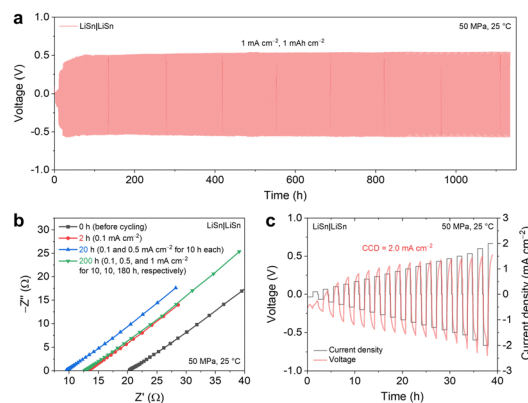 a
LiSn|LiSn
50 MPa, 25 °C
1 mA cm⁻², 1 mAh cm⁻²
1.0
0.5
0.0
-0.5
-1.0
Voltage (V)
0
200
400
600
800
1000
Time (h)
b
0 h (before cycling)
LiSn|LiSn
2 h (0.1 mA cm⁻²)
20 (0.1 and 0.5 mA cm⁻² for 10 h each)
200 (0.1, 0.5, and 1 mA cm⁻²
for 10, 10, 180 h, respectively)
50 MPa, 25 °C
-30
25
20
15
10
5
0
-Z'' (Ω)
5
10
15
20
25
30
35
40
Z' (Ω)
c
LiSn|LiSn
50 MPa, 25 °C
CCD = 2.0 mA cm⁻²
Current density
Voltage
1.0
0.5
0.0
-0.5
-1.0
Voltage (V)
3
2
1
0
-1
-2
-3
Current density (mA cm⁻²)
0
5
10
15
20
25
30
35
40
Time (h)